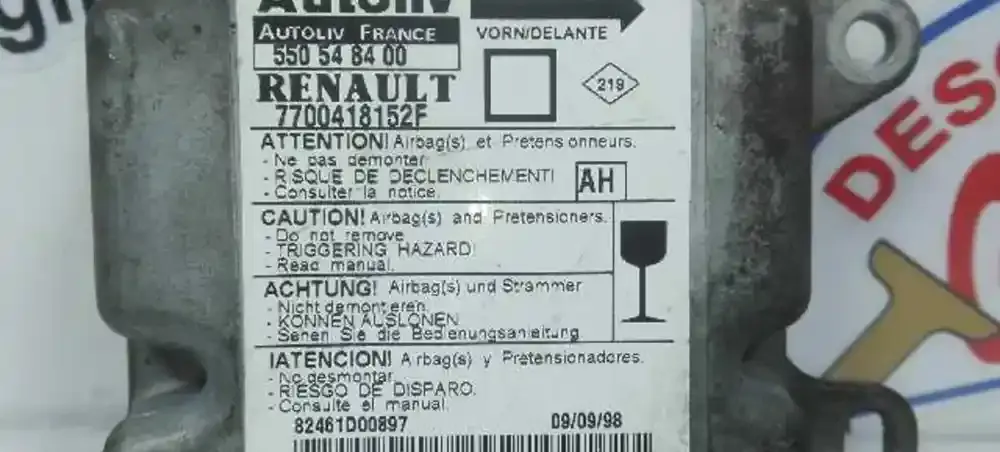 Autoliv
AUTOLIV FRANCE
VORN/DELANTE
550 54 84 00
RENAULT
219
7700418152F
ATTENTION! Airbag(s) et Pretensionneurs.
- Ne pas demonter
- RISQUE DE DECLENCHEMENT!
- Consulter la notice.
AH
CAUTION! Airbag(s) and Pretensioners.
- Do not remove
- TRIGGERING HAZARD!
- Read manual.
ACHTUNG! Airbag(s) und Strammer
- Nicht demontieren
- KONNEN AUSLONEN
- Sehen Sie die Bedienungsanleitung
!ATENCION! Airbag(s) y Pretensionadores.
- No desmontar
- RIESGO DE DISPARO.
- Consulte el manual.
82461D00897 09/09/98
DESG